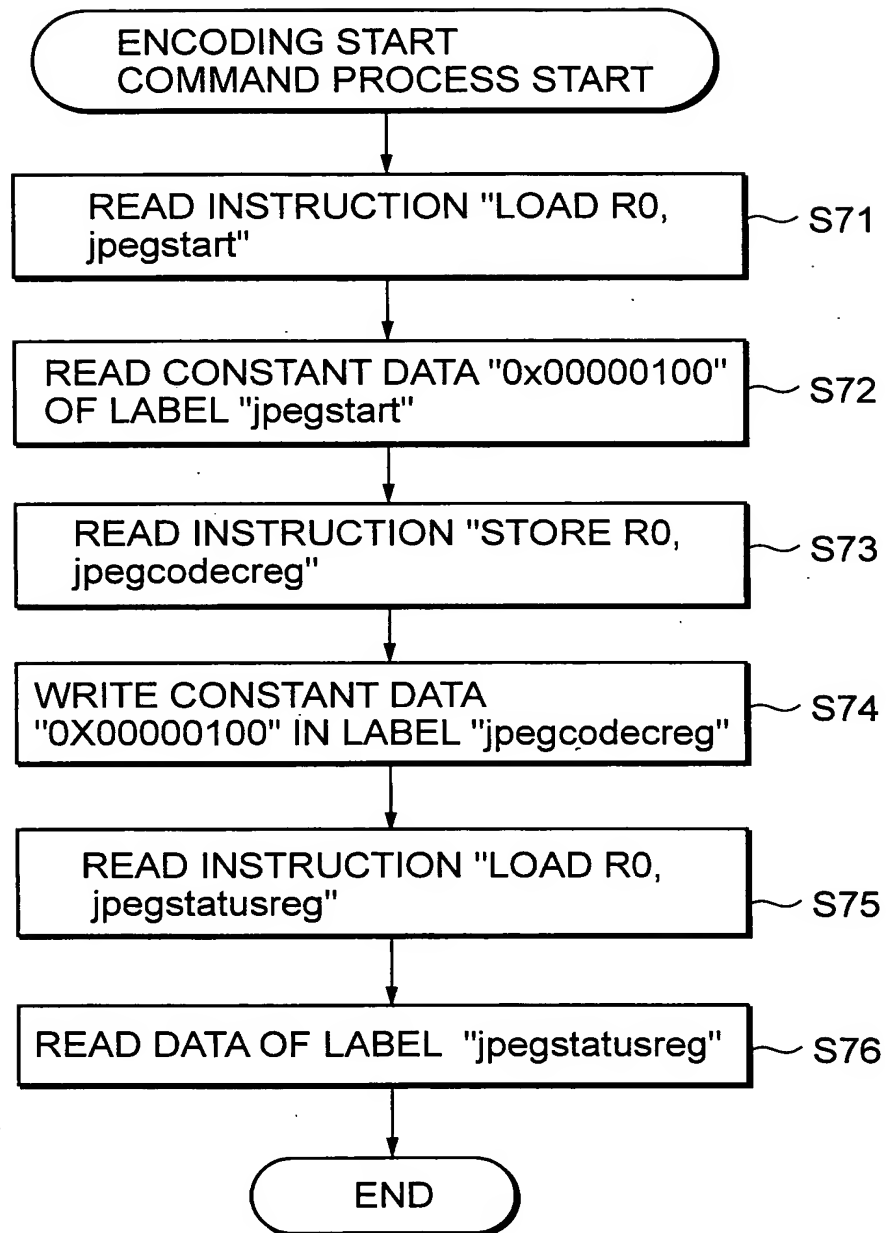 ENCODING START
COMMAND PROCESS START
READ INSTRUCTION "LOAD R0,
jpegstart"
S71
READ CONSTANT DATA "0x00000100"
OF LABEL "jpegstart"
S72
READ INSTRUCTION "STORE R0,
jpegcodecreg"
S73
WRITE CONSTANT DATA
"0X00000100" IN LABEL "jpegcodecreg"
S74
READ INSTRUCTION "LOAD R0,
jpegstatusreg"
S75
READ DATA OF LABEL "jpegstatusreg"
S76
END